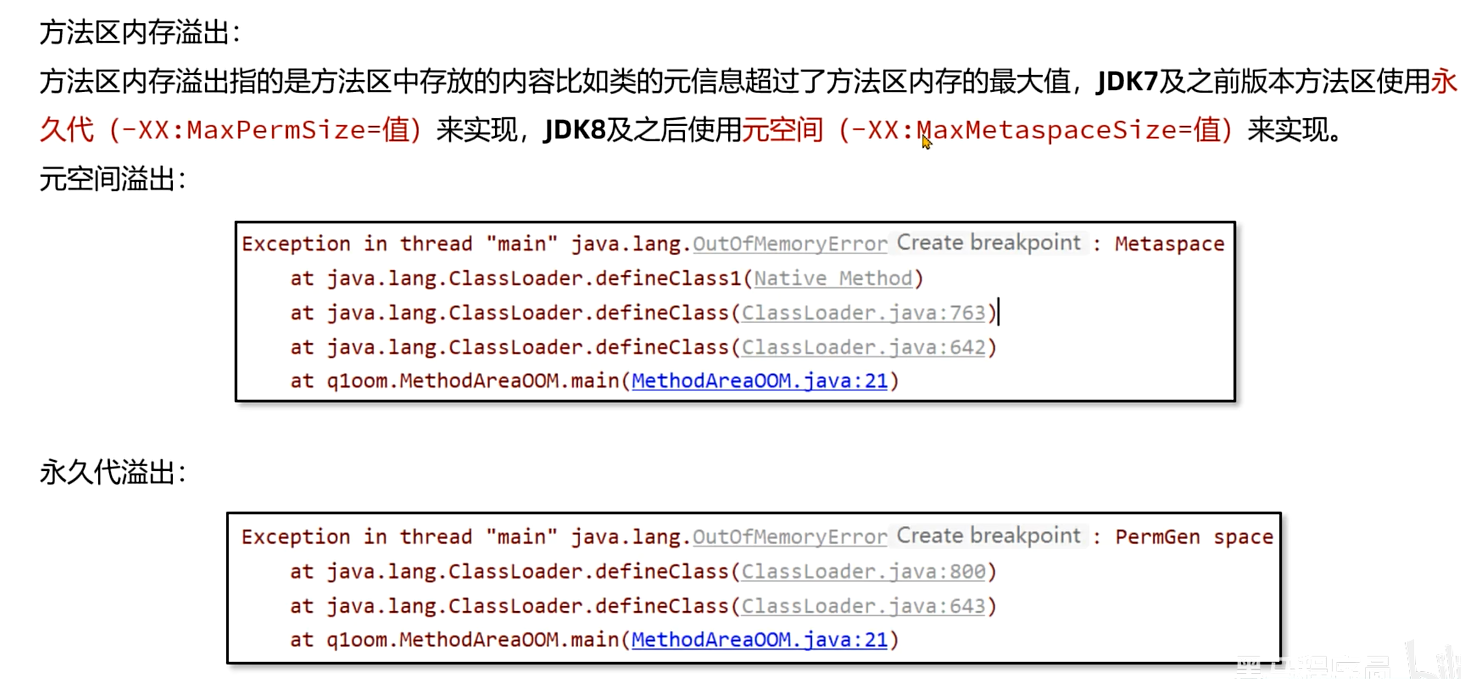 方法区内存溢出：
方法区内存溢出指的是方法区中存放的内容比如类的元信息超过了方法区内存的最大值，JDK7及之前版本方法区使用永
久代（-XX:MaxPermSize=值）来实现，JDK8及之后使用元空间（-XX:MaxMetaspaceSize=值）来实现。
元空间溢出：
Exception in thread "main" java.lang.OutOfMemoryError Create breakpoint : Metaspace
at java.lang.ClassLoader.defineClass1(Native Method)
at java.lang.ClassLoader.defineClass(ClassLoader.java:763)
at java.lang.ClassLoader.defineClass(ClassLoader.java:642)
at q1oom.MethodAreaOOM.main(MethodAreaOOM.java:21)
永久代溢出：
Exception in thread "main" java.lang.OutOfMemoryError Create breakpoint : PermGen space
at java.lang.ClassLoader.defineClass(ClassLoader.java:800)
at java.lang.ClassLoader.defineClass(ClassLoader.java:643)
at q1oom.MethodAreaOOM.main(MethodAreaOOM.java:21)